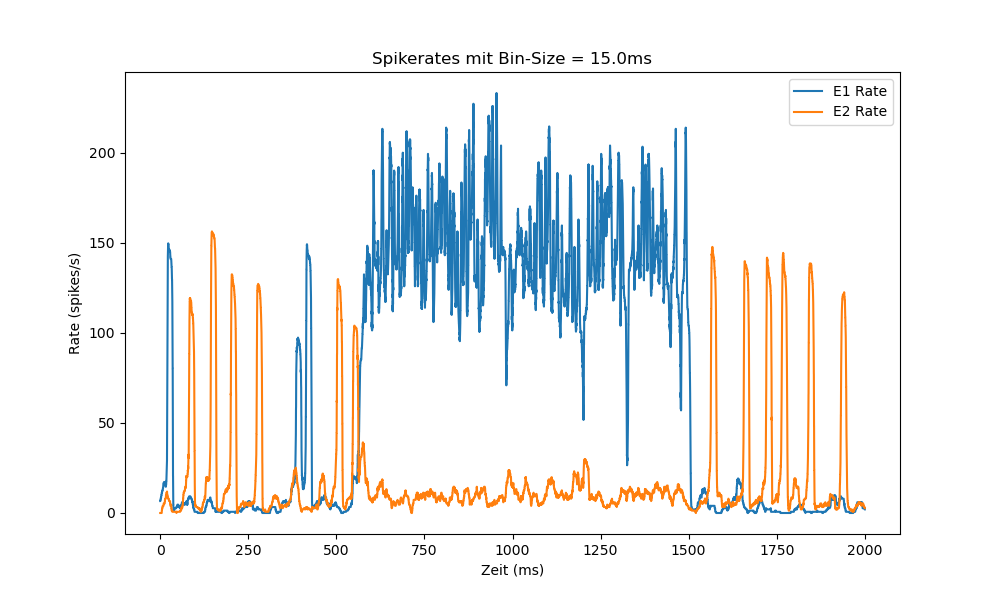 Spikerates mit Bin-Size = 15.0ms
E1 Rate
E2 Rate
Rate (spikes/s)
200
150
100
50
0
0 250 500 750 1000 1250 1500 1750 2000
Zeit (ms)